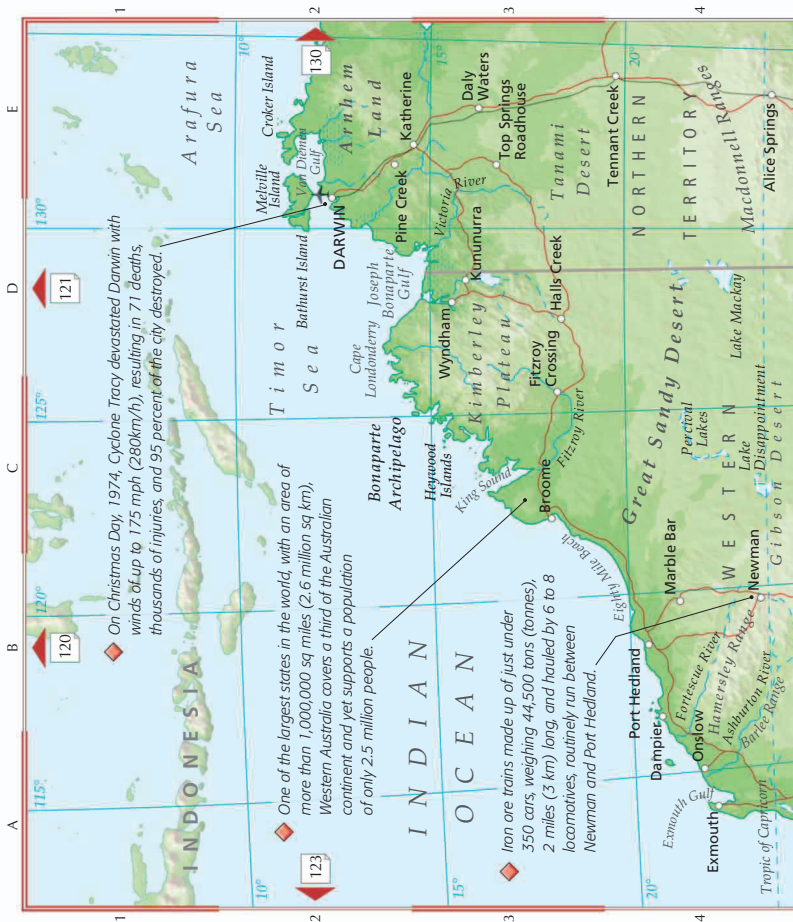 A
B
C
D
E
1
1
120
121
INDONESIA
115°
120°
125°
130°
Arafura
Sea
On Christmas Day, 1974, Cyclone Tracy devastated Darwin with
winds of up to 175 mph (280km/h), resulting in 71 deaths,
thousands of injuries, and 95 percent of the city destroyed.
10°
10°
2
2
123
130
One of the largest states in the world, with an area of
more than 1,000,000 sq miles (2.6 million sq km),
Western Australia covers a third of the Australian
continent and yet supports a population
of only 2.5 million people.
Timor
Sea
Melville
Island
Croker Island
Van Diemen
Gulf
Bathurst Island
DARWIN
Arnhem
Land
Cape
Londonderry
Joseph
Bonaparte
Gulf
Pine Creek
Katherine
Bonaparte
Archipelago
Heywood
Islands
INDIAN
OCEAN
15°
15°
Wyndham
Kununurra
Victoria River
Daly
Waters
King Sound
Kimberley
Plateau
Top Springs
Roadhouse
3
3
Iron ore trains made up of just under
350 cars, weighing 44,500 tons (tonnes),
2 miles (3 km) long, and hauled by 6 to 8
locomotives, routinely run between
Newman and Port Hedland.
Broome
Fitzroy
Crossing
Fitzroy River
Halls Creek
Eighty Mile Beach
Tanami
Desert
Tennant Creek
20°
20°
Port Hedland
Dampier
Great Sandy Desert
NORTHERN
TERRITORY
Exmouth Gulf
Onslow
Exmouth
Fortescue River
Hamersley Range
Ashburton River
Barlee Range
Marble Bar
Percival
Lakes
WESTERN
Lake
Disappointment
Lake Mackay
Macdonnell Ranges
4
4
Newman
Gibson Desert
Alice Springs
Tropic of Capricorn